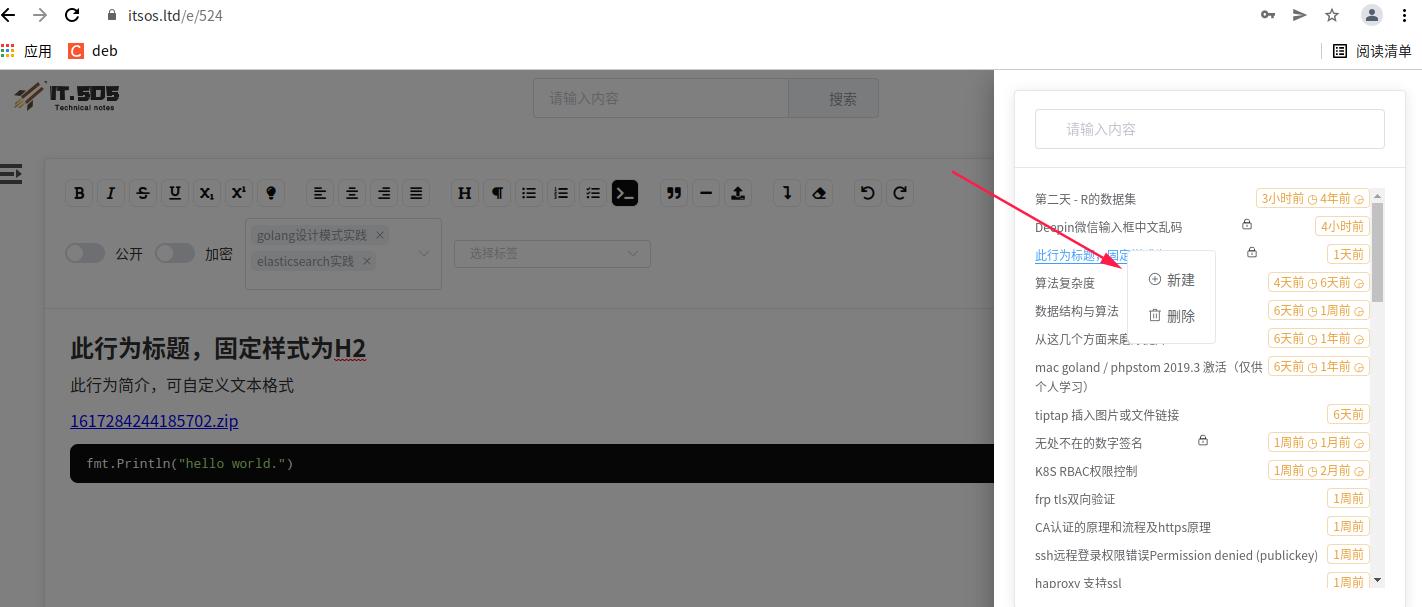 itsos.ltd/e/524
应用 deb 阅读清单
IT.SOS
Technical notes
请输入内容 搜索
公开 加密
golang设计模式实践
elasticsearch实践
选择标签
此行为标题，固定样式为H2
此行为简介，可自定义文本格式
1617284244185702.zip
fmt.Println("hello world.")
请输入内容
第二天 - R的数据集 3小时前 4年前
Deepin微信输入框中文乱码 4小时前
此行为标题，固定 1天前
算法复杂度 4天前 6天前
数据结构与算法 6天前 1周前
从这几个方面来 6天前 1年前
mac goland / phpstom 2019.3 激活（仅供 6天前 1年前
个人学习）
tiptap 插入图片或文件链接 6天前
无处不在的数字签名 1周前 1月前
K8S RBAC权限控制 1周前 2月前
frp tls双向验证 1周前
CA认证的原理和流程及https原理 1周前
ssh远程登录权限错误Permission denied (publickey) 1周前
haproxy 支持ssl 1周前
新建
删除